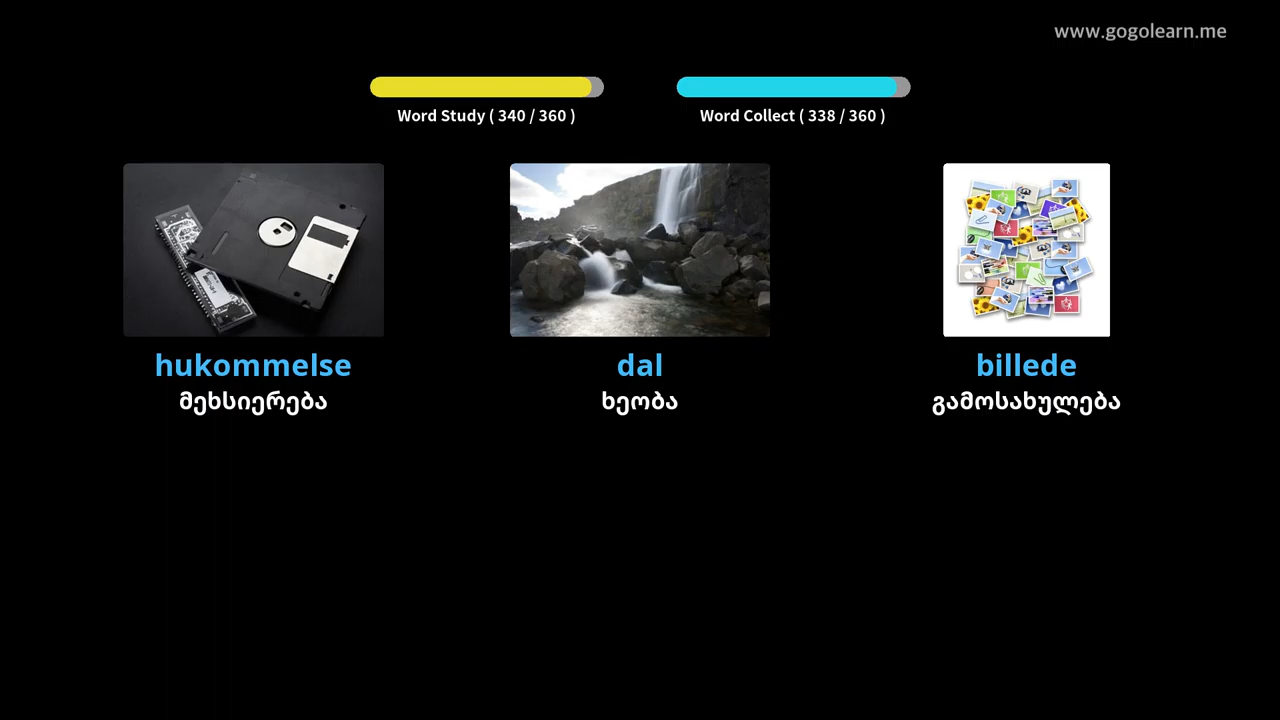 www.gogolearn.me
Word Study ( 340 / 360 )
Word Collect ( 338 / 360 )
hukommelse
მეხსიერება
dal
ხეობა
billede
გამოსახულება